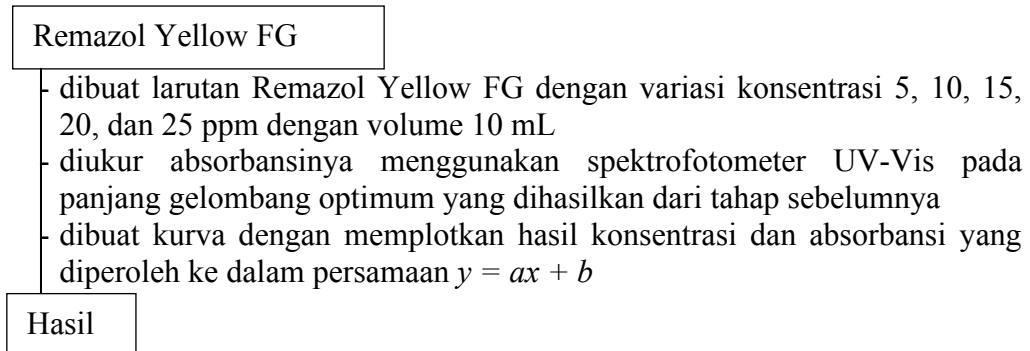 Remazol Yellow FG
- dibuat larutan Remazol Yellow FG dengan variasi konsentrasi 5, 10, 15,
20, dan 25 ppm dengan volume 10 mL
- diukur absorbansinya menggunakan spektrofotometer UV-Vis pada
panjang gelombang optimum yang dihasilkan dari tahap sebelumnya
- dibuat kurva dengan memplotkan hasil konsentrasi dan absorbansi yang
diperoleh ke dalam persamaan y = ax + b
Hasil